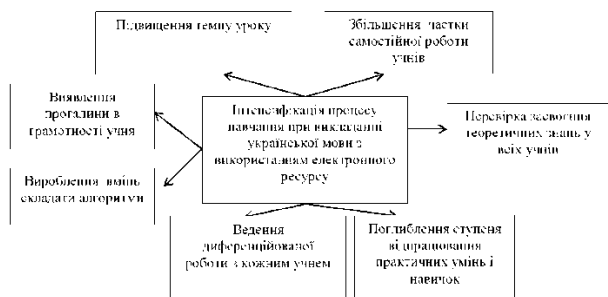 Підвищення темпу уроку
Збільшення частки
самостійної роботи
учнів
Виявлення
прогалини в
грамотності учня
Інтенсифікація процесу
навчання при викладанні
української мови з
використанням електронного
ресурсу
Перевірка засвоєння
теоретичних знань у
всіх учнів
Вироблення вмінь
складати алгоритми
Ведення
диференційованої
роботи з кожним учнем
Поглиблення ступеня
відпрацювання
практичних умінь і
навичок